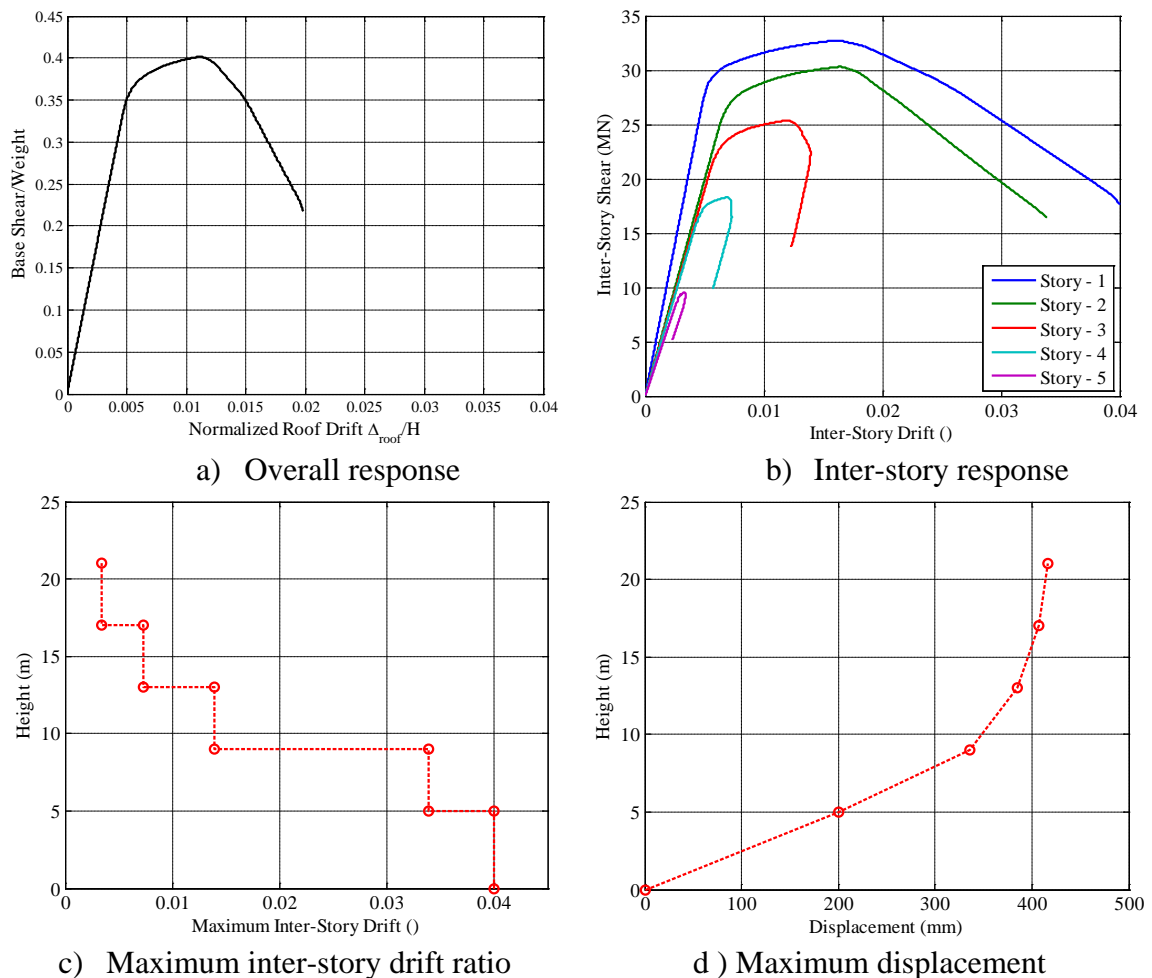 0.45
0.4
0.35
0.3
0.25
0.2
0.15
0.1
0.05
0
Base Shear/Weight
0 0.005 0.01 0.015 0.02 0.025 0.03 0.035 0.04
Normalized Roof Drift Δroof/H
a) Overall response
35
30
25
20
15
10
5
0
Inter-Story Shear (MN)
Story - 1
Story - 2
Story - 3
Story - 4
Story - 5
0 0.01 0.02 0.03 0.04
Inter-Story Drift ()
b) Inter-story response
25
20
15
10
5
0
Height (m)
0 0.01 0.02 0.03 0.04
Maximum Inter-Story Drift ()
c) Maximum inter-story drift ratio
25
20
15
10
5
0
Height (m)
0 100 200 300 400 500
Displacement (mm)
d ) Maximum displacement